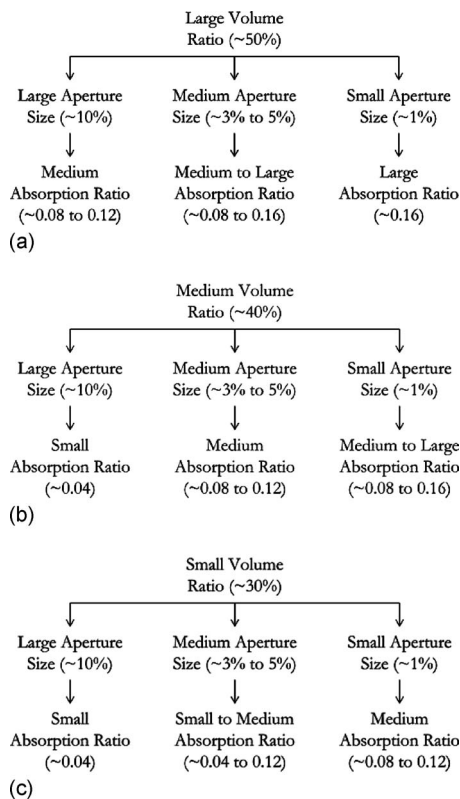 Large Volume
Ratio (~50%)
Large Aperture
Size (~10%)
Medium Aperture
Size (~3% to 5%)
Small Aperture
Size (~1%)
Medium
Absorption Ratio
(~0.08 to 0.12)
Medium to Large
Absorption Ratio
(~0.08 to 0.16)
Large
Absorption Ratio
(~0.16)
(a)
Medium Volume
Ratio (~40%)
Large Aperture
Size (~10%)
Medium Aperture
Size (~3% to 5%)
Small Aperture
Size (~1%)
Small
Absorption Ratio
(~0.04)
Medium
Absorption Ratio
(~0.08 to 0.12)
Medium to Large
Absorption Ratio
(~0.08 to 0.16)
(b)
Small Volume
Ratio (~30%)
Large Aperture
Size (~10%)
Medium Aperture
Size (~3% to 5%)
Small Aperture
Size (~1%)
Small
Absorption Ratio
(~0.04)
Small to Medium
Absorption Ratio
(~0.04 to 0.12)
Medium
Absorption Ratio
(~0.08 to 0.12)
(c)